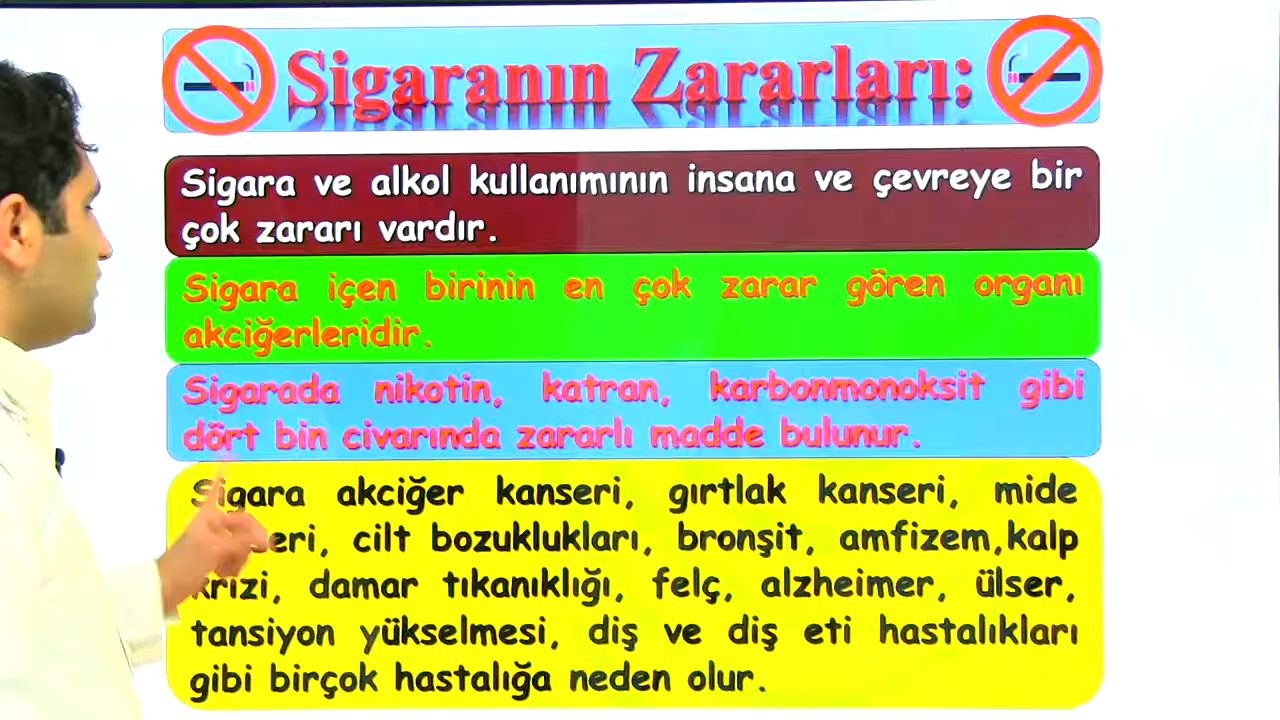 Sigaranın Zararları:
Sigara ve alkol kullanımının insana ve çevreye bir
çok zararı vardır.
Sigara içen birinin en çok zarar gören organı
akciğerleridir.
Sigarada nikotin, katran, karbonmonoksit gibi
dört bin civarında zararlı madde bulunur.
Sigara akciğer kanseri, gırtlak kanseri, mide
eri, cilt bozuklukları, bronşit, amfizem,kalp
krizi, damar tıkanıklığı, felç, alzheimer, ülser,
tansiyon yükselmesi, diş ve diş eti hastalıkları
gibi birçok hastalığa neden olur.